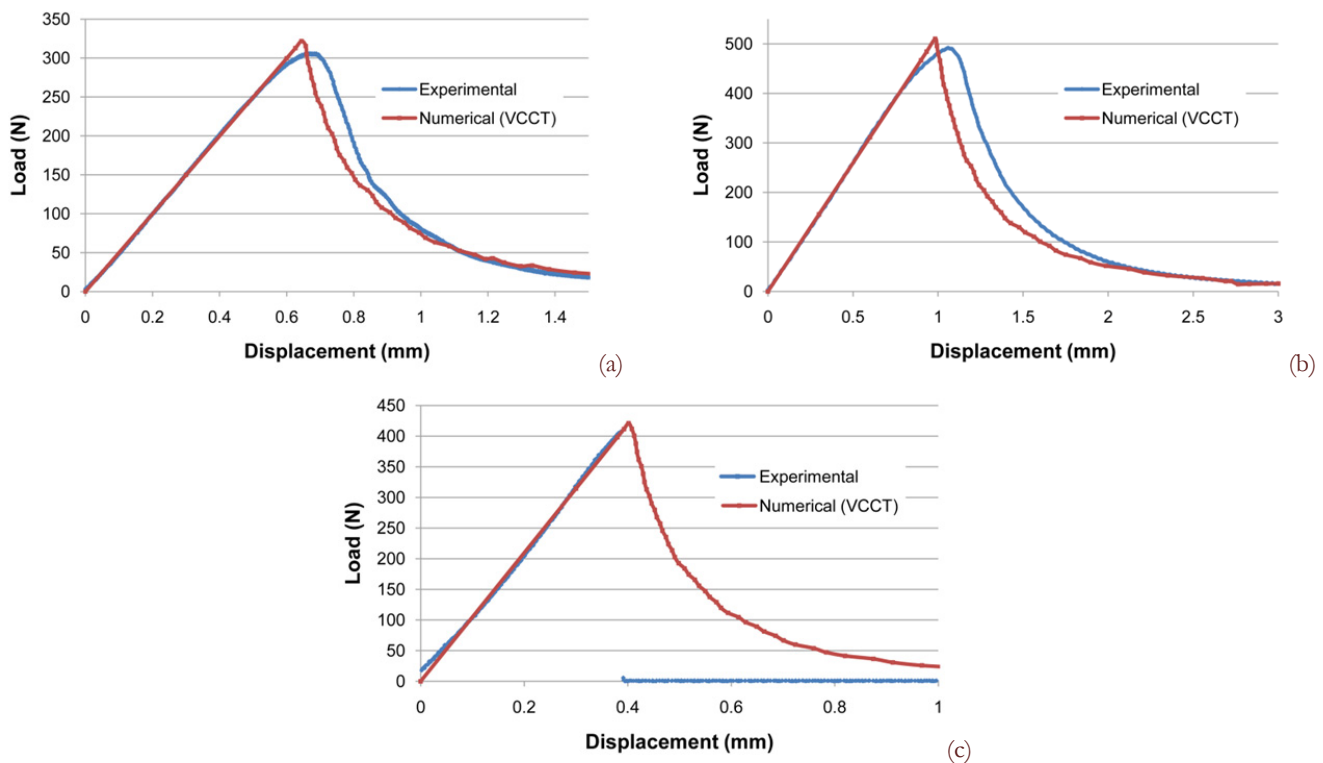 350
300
250
200
150
100
50
0
Load (N)
Experimental
Numerical (VCCT)
0 0.2 0.4 0.6 0.8 1 1.2 1.4
Displacement (mm)
(a)
500
400
300
200
100
0
Load (N)
Experimental
Numerical (VCCT)
0 0.5 1 1.5 2 2.5 3
Displacement (mm)
(b)
450
400
350
300
250
200
150
100
50
0
Load (N)
Experimental
Numerical (VCCT)
0 0.2 0.4 0.6 0.8 1
Displacement (mm)
(c)